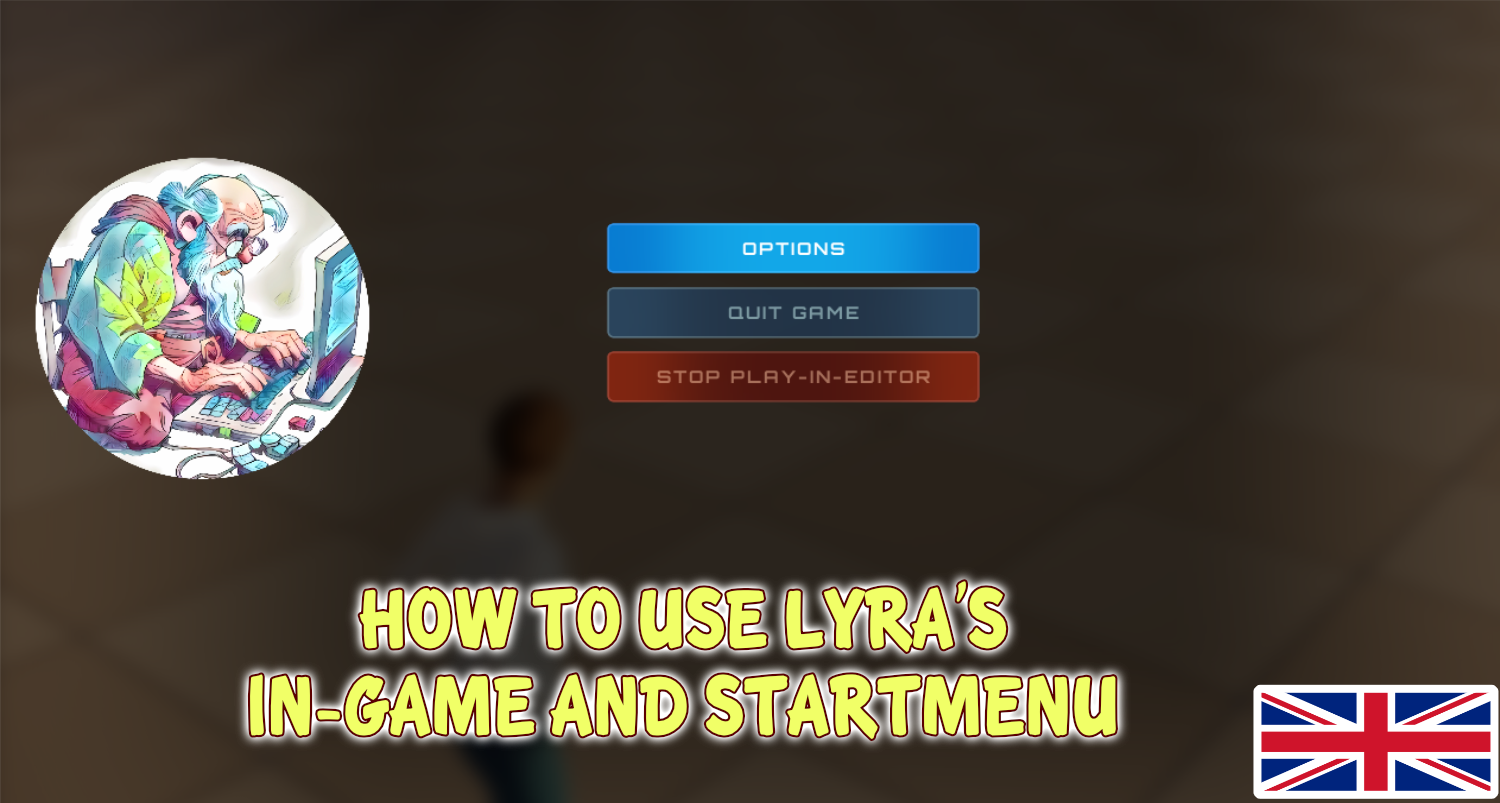 OPTIONS
QUIT GAME
STOP PLAY-IN-EDITOR
HOW TO USE LYRA'S
IN-GAME AND STARTMENU